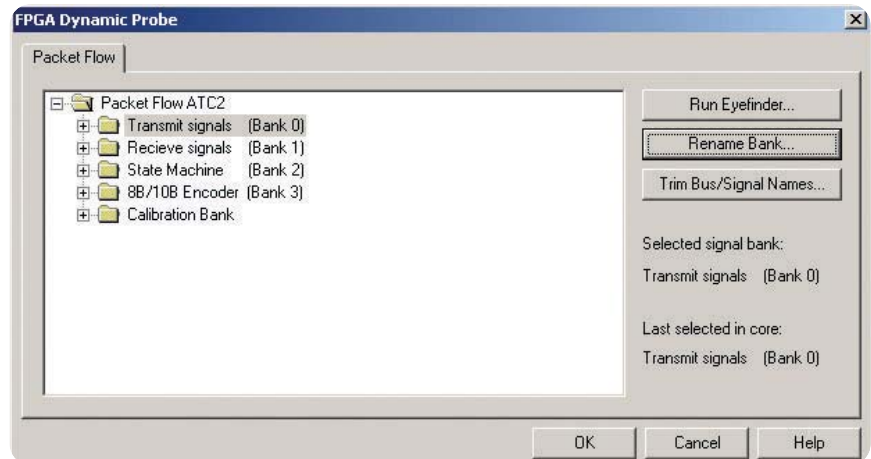 FPGA Dynamic Probe
Packet Flow
Packet Flow ATC2
Transmit signals (Bank 0)
Recieve signals (Bank 1)
State Machine (Bank 2)
8B/10B Encoder (Bank 3)
Calibration Bank
Run Eyefinder...
Rename Bank...
Trim Bus/Signal Names...
Selected signal bank:
Transmit signals (Bank 0)
Last selected in core:
Transmit signals (Bank 0)
OK
Cancel
Help